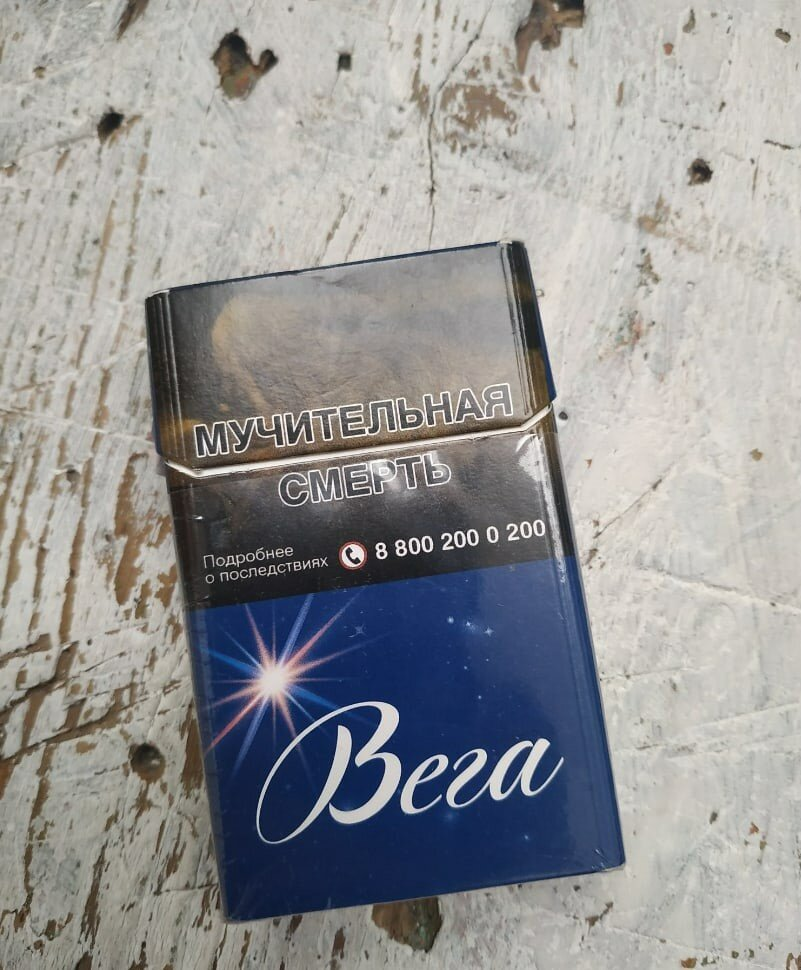 МУЧИТЕЛЬНАЯ
СМЕРТЬ
Подробнее
о последствиях 8 800 200 0 200
Вега